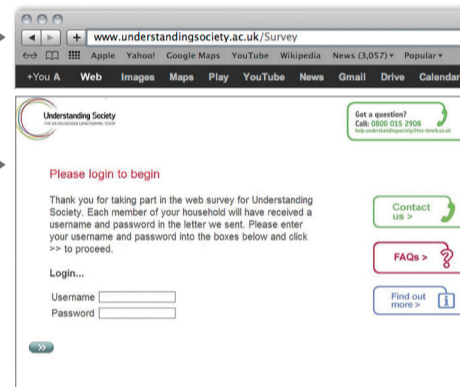 www.understandingsociety.ac.uk/Survey
Apple Yahoo! Google Maps YouTube Wikipedia News (3,057) Popular
+You A Web Images Maps Play YouTube News Gmail Drive Calendar
Understanding Society
Got a question?
Call: 0800 015 2908
Please login to begin
Thank you for taking part in the web survey for Understanding
Society. Each member of your household will have received a
username and password in the letter we sent. Please enter
your username and password into the boxes below and click
>> to proceed.
Contact
us >
FAQs >
Login...
Find out
more >
Username
Password
>>